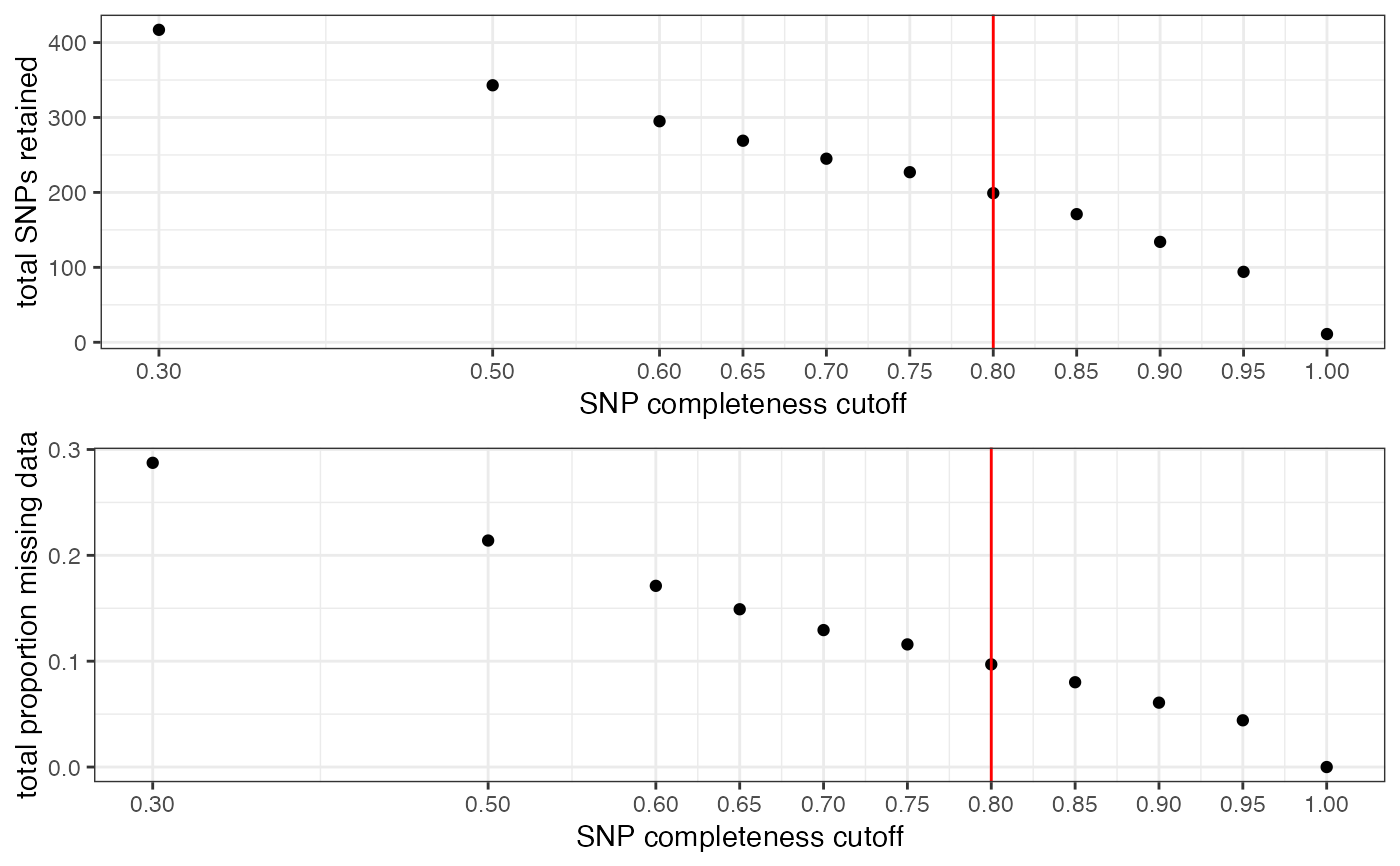 total SNPs retained
400
300
200
100
0
0.30 0.50 0.60 0.65 0.70 0.75 0.80 0.85 0.90 0.95 1.00
SNP completeness cutoff
total proportion missing data
0.3
0.2
0.1
0.0
0.30 0.50 0.60 0.65 0.70 0.75 0.80 0.85 0.90 0.95 1.00
SNP completeness cutoff